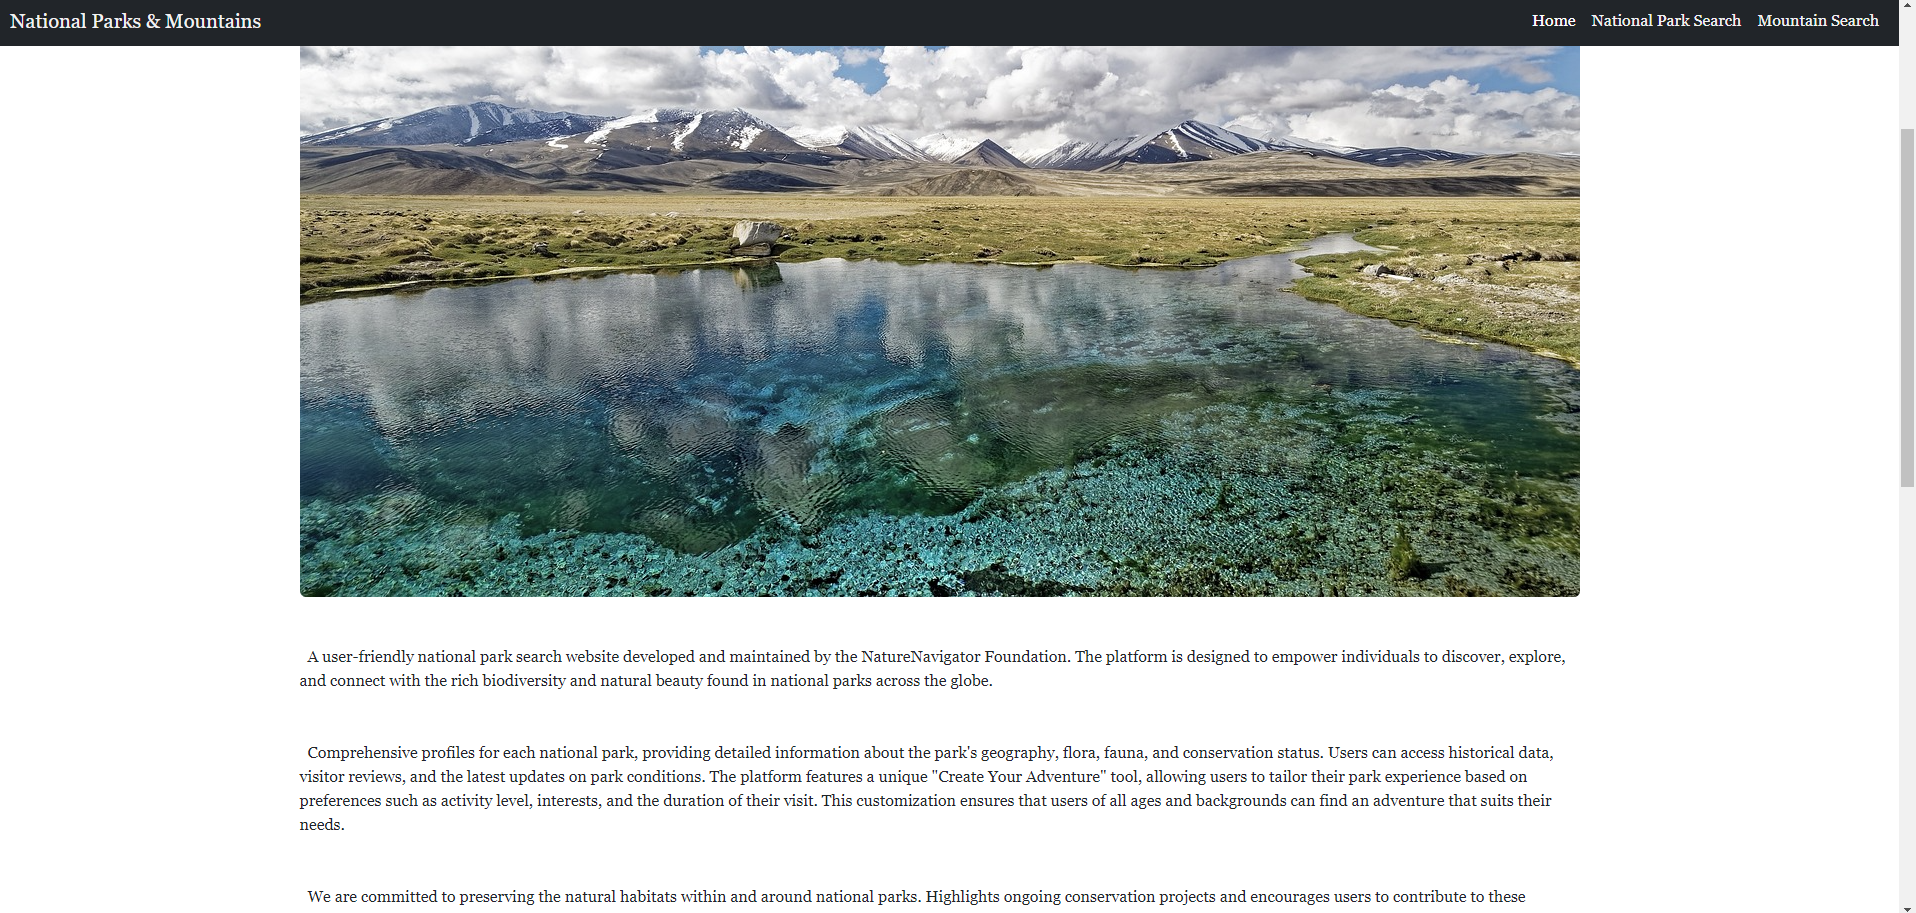 National Parks & Mountains
Home National Park Search Mountain Search
A user-friendly national park search website developed and maintained by the NatureNavigator Foundation. The platform is designed to empower individuals to discover, explore,
and connect with the rich biodiversity and natural beauty found in national parks across the globe.
Comprehensive profiles for each national park, providing detailed information about the park's geography, flora, fauna, and conservation status. Users can access historical data,
visitor reviews, and the latest updates on park conditions. The platform features a unique "Create Your Adventure" tool, allowing users to tailor their park experience based on
preferences such as activity level, interests, and the duration of their visit. This customization ensures that users of all ages and backgrounds can find an adventure that suits their
needs.
We are committed to preserving the natural habitats within and around national parks. Highlights ongoing conservation projects and encourages users to contribute to these